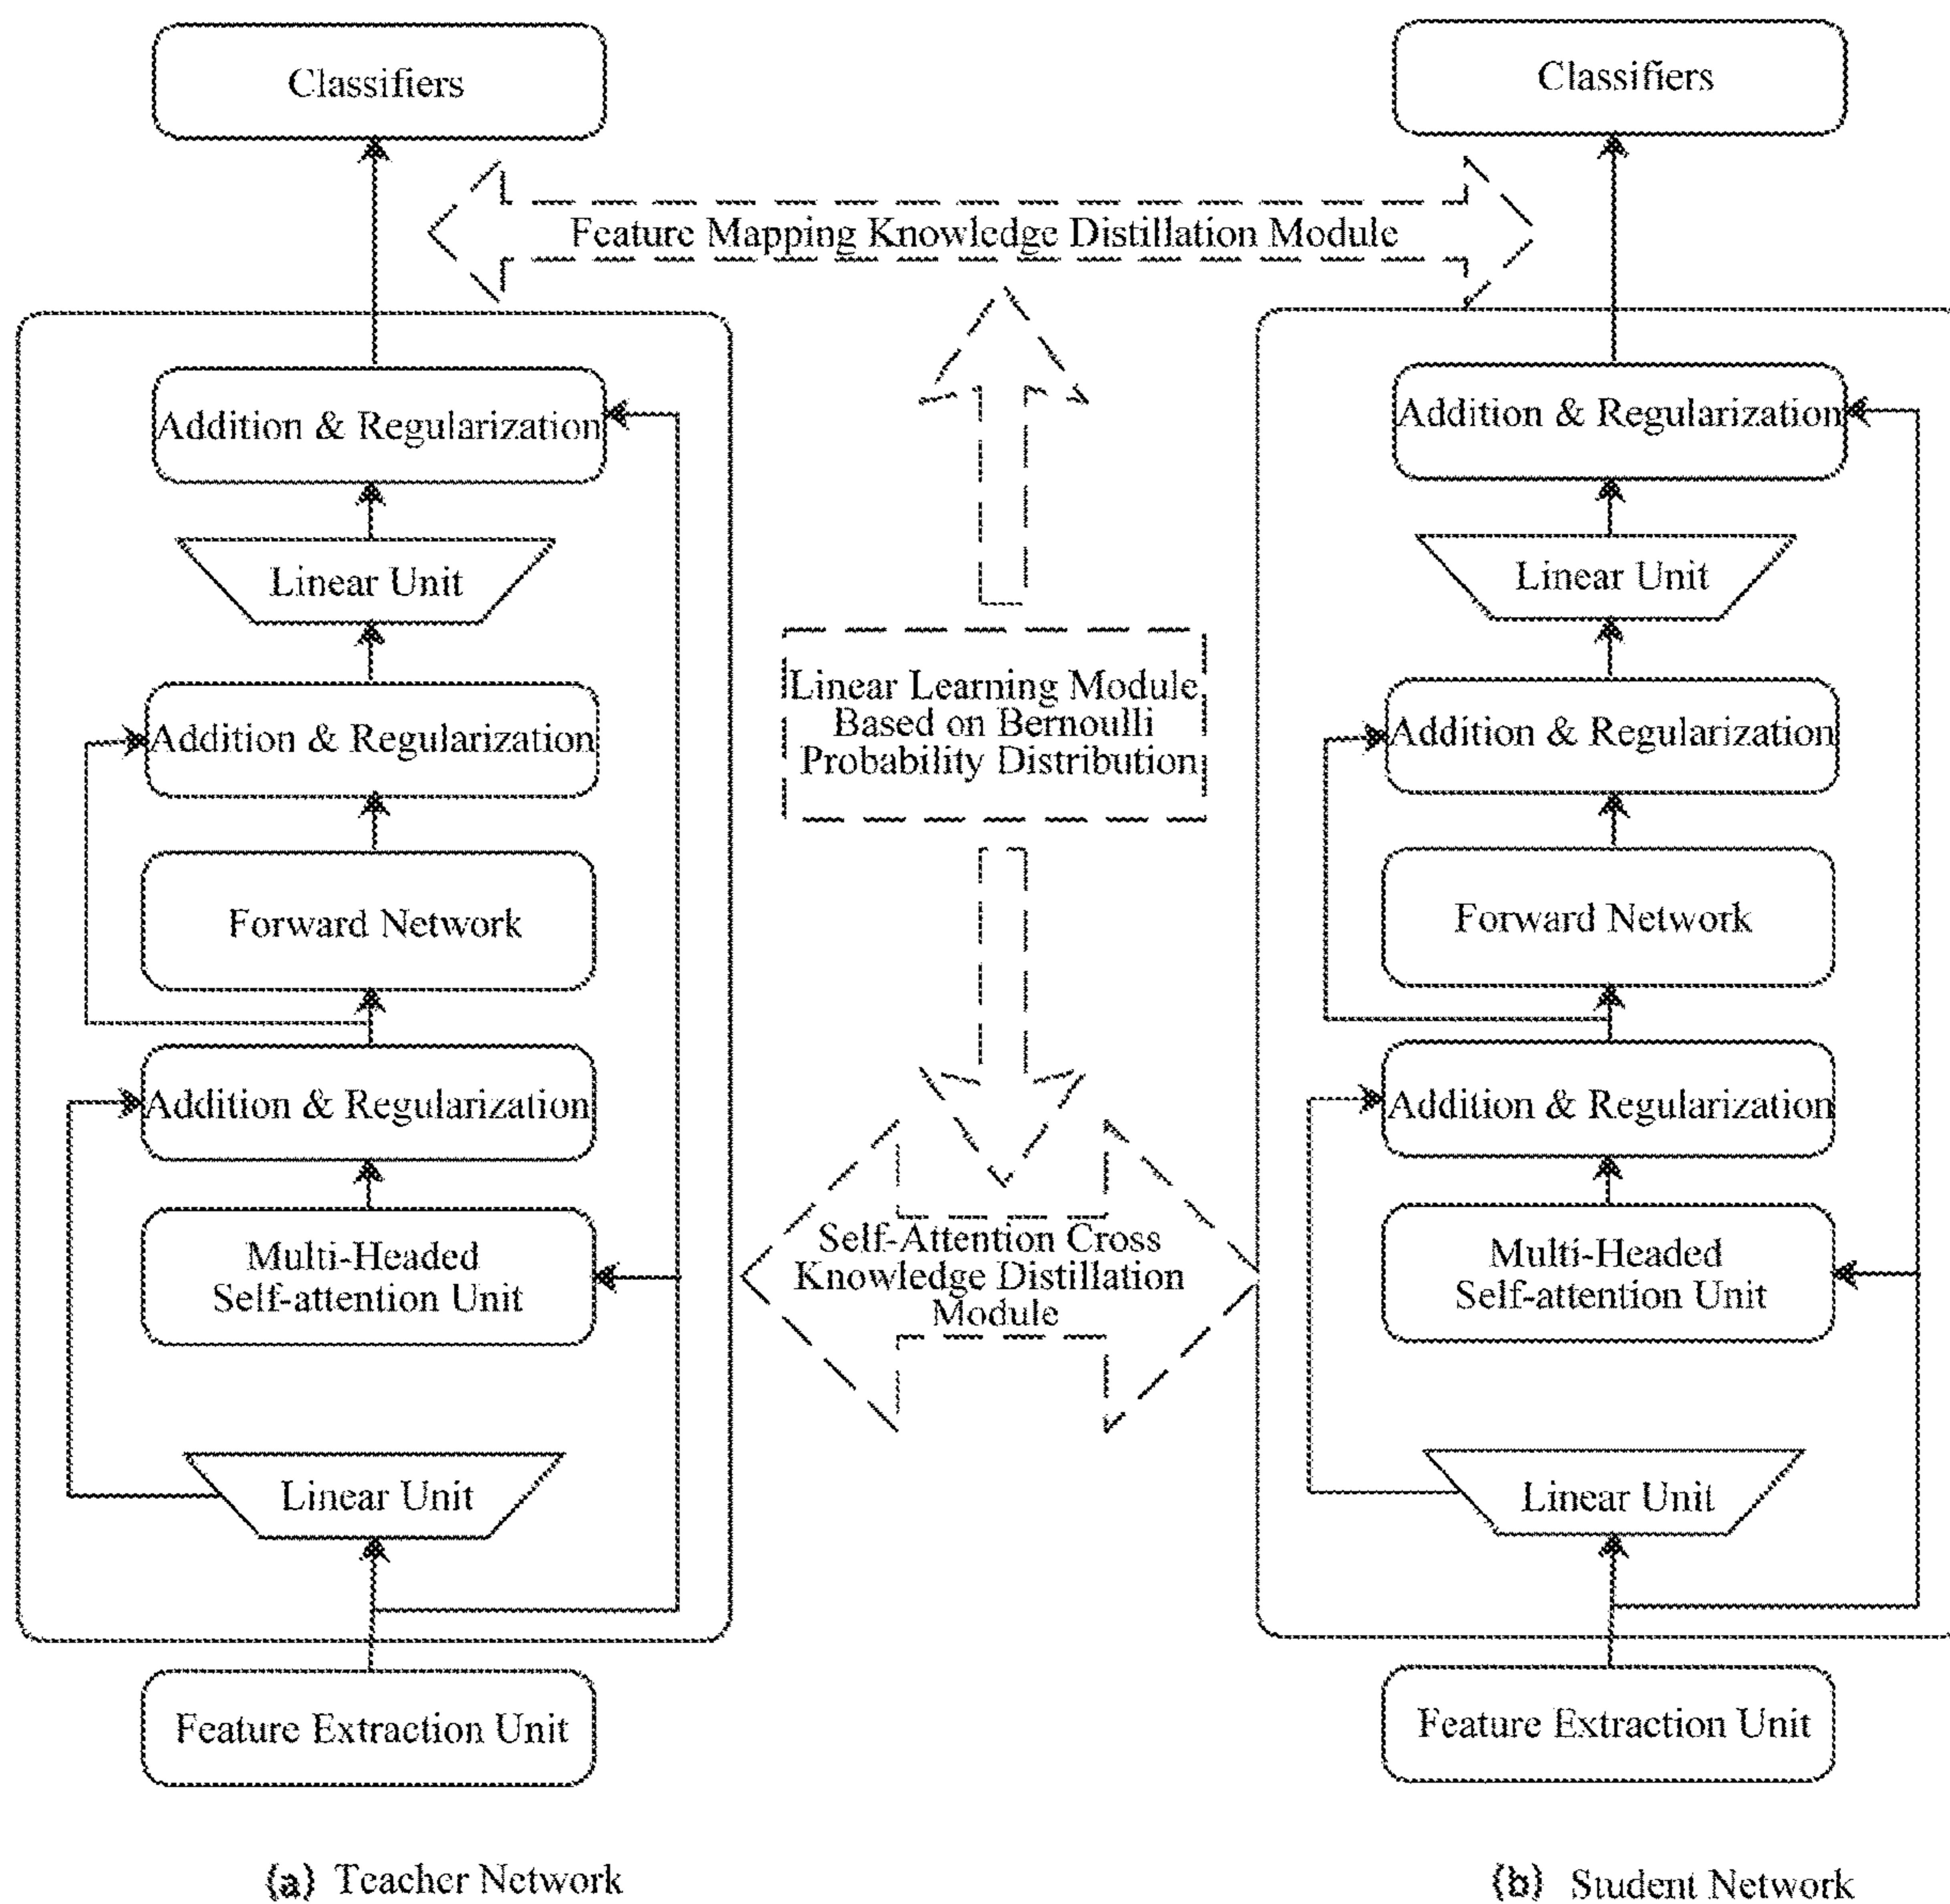 Classifiers
Addition & Regularization
Linear Unit
Addition & Regularization
Forward Network
Addition & Regularization
Multi-Headed
Self-attention Unit
Linear Unit
Feature Extraction Unit
(a) Teacher Network
Feature Mapping Knowledge Distillation Module
Linear Learning Module
Based on Bernoulli
Probability Distribution
Self-Attention Cross
Knowledge Distillation
Module
Classifiers
Addition & Regularization
Linear Unit
Addition & Regularization
Forward Network
Addition & Regularization
Multi-Headed
Self-attention Unit
Linear Unit
Feature Extraction Unit
(b) Student Network